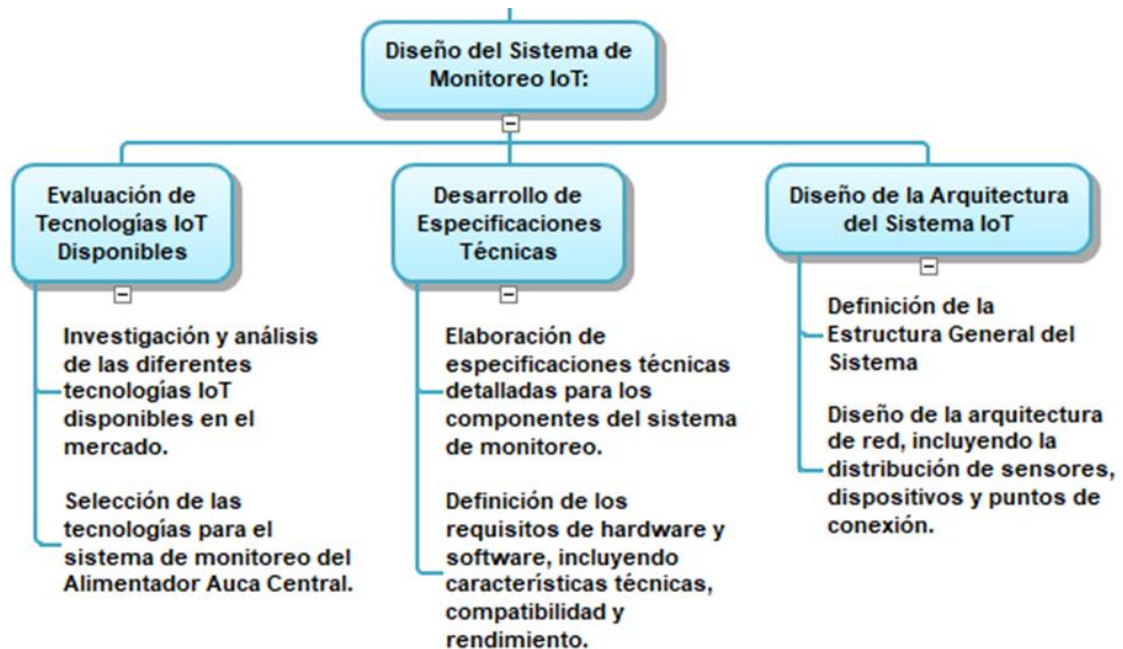 Diseño del Sistema de
Monitoreo IoT:
Evaluación de
Tecnologías IoT
Disponibles
Investigación y análisis
de las diferentes
tecnologías IoT
disponibles en el
mercado.
Selección de las
tecnologías para el
sistema de monitoreo del
Alimentador Auca Central.
Desarrollo de
Especificaciones
Técnicas
Elaboración de
especificaciones técnicas
detalladas para los
componentes del sistema
de monitoreo.
Definición de los
requisitos de hardware y
software, incluyendo
características técnicas,
compatibilidad y
rendimiento.
Diseño de la Arquitectura
del Sistema IoT
Definición de la
Estructura General del
Sistema
Diseño de la arquitectura
de red, incluyendo la
distribución de sensores,
dispositivos y puntos de
conexión.